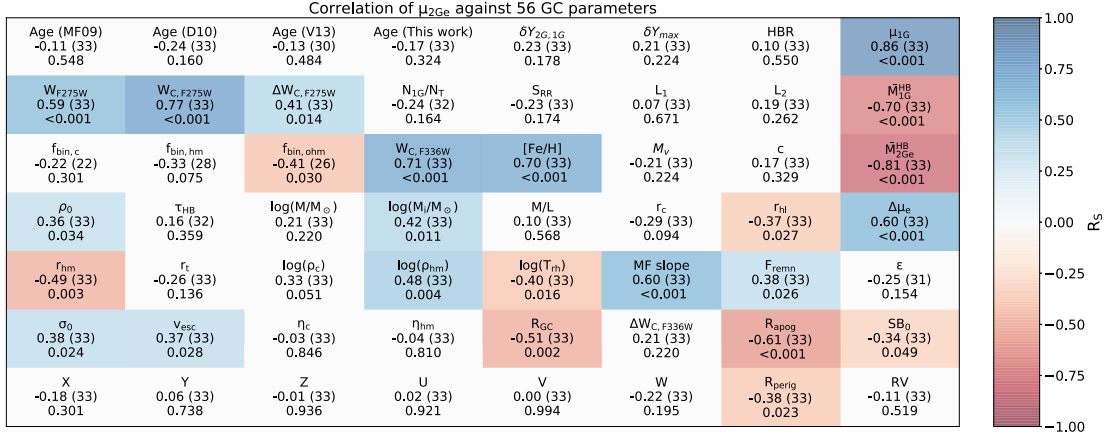 Correlation of μ2Ge against 56 GC parameters
Age (MF09) Age (D10) Age (V13) Age (This work) δY2G, 1G δYmax HBR μ1G
-0.11 (33) -0.24 (33) -0.13 (30) -0.17 (33) 0.23 (33) 0.21 (33) 0.10 (33) 0.86 (33)
0.548 0.160 0.484 0.324 0.178 0.224 0.550 <0.001
WF275W WC, F275W ΔWC, F275W N1G/NT SRR L1 L2 M̄1G^HB
0.59 (33) 0.77 (33) 0.41 (33) -0.24 (32) -0.23 (33) 0.07 (33) 0.19 (33) -0.70 (33)
<0.001 <0.001 0.014 0.164 0.174 0.671 0.262 <0.001
fbin, c fbin, hm fbin, ohm WC, F336W [Fe/H] Mv c M̄2Ge^HB
-0.22 (22) -0.33 (28) -0.41 (26) 0.71 (33) 0.70 (33) -0.21 (33) 0.17 (33) -0.81 (33)
0.301 0.075 0.030 <0.001 <0.001 0.224 0.329 <0.001
ρ0 τHB log(M/M⊙) log(Mi/M⊙) M/L rc rhl Δμe
0.36 (33) 0.16 (32) 0.21 (33) 0.42 (33) 0.10 (33) -0.29 (33) -0.37 (33) 0.60 (33)
0.034 0.359 0.220 0.011 0.568 0.094 0.027 <0.001
rhm rt log(ρc) log(ρhm) log(Trh) MF slope Fremn ε
-0.49 (33) -0.26 (33) 0.33 (33) 0.48 (33) -0.40 (33) 0.60 (33) 0.38 (33) -0.25 (31)
0.003 0.136 0.051 0.004 0.016 <0.001 0.026 0.154
σ0 vesc ηc ηhm RGC ΔWC, F336W Rapog SB0
0.38 (33) 0.37 (33) -0.03 (33) -0.04 (33) -0.51 (33) 0.21 (33) -0.61 (33) -0.34 (33)
0.024 0.028 0.846 0.810 0.002 0.220 <0.001 0.049
X Y Z U V W Rperig RV
-0.18 (33) 0.06 (33) -0.01 (33) 0.02 (33) 0.00 (33) -0.22 (33) -0.38 (33) -0.11 (33)
0.301 0.738 0.936 0.921 0.994 0.195 0.023 0.519
1.00
0.75
0.50
0.25
0.00
−0.25
−0.50
−0.75
−1.00
RS